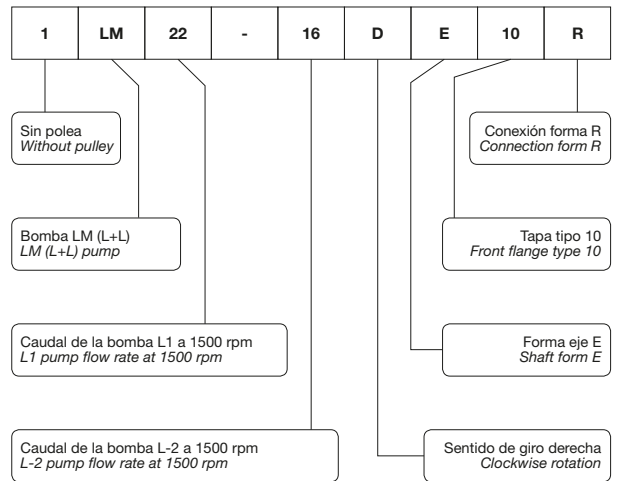 1 LM 22 - 16 D E 10 R
Sin polea
Without pulley
Conexión forma R
Connection form R
Bomba LM (L+L)
LM (L+L) pump
Tapa tipo 10
Front flange type 10
Caudal de la bomba L1 a 1500 rpm
L1 pump flow rate at 1500 rpm
Forma eje E
Shaft form E
Caudal de la bomba L-2 a 1500 rpm
L-2 pump flow rate at 1500 rpm
Sentido de giro derecha
Clockwise rotation